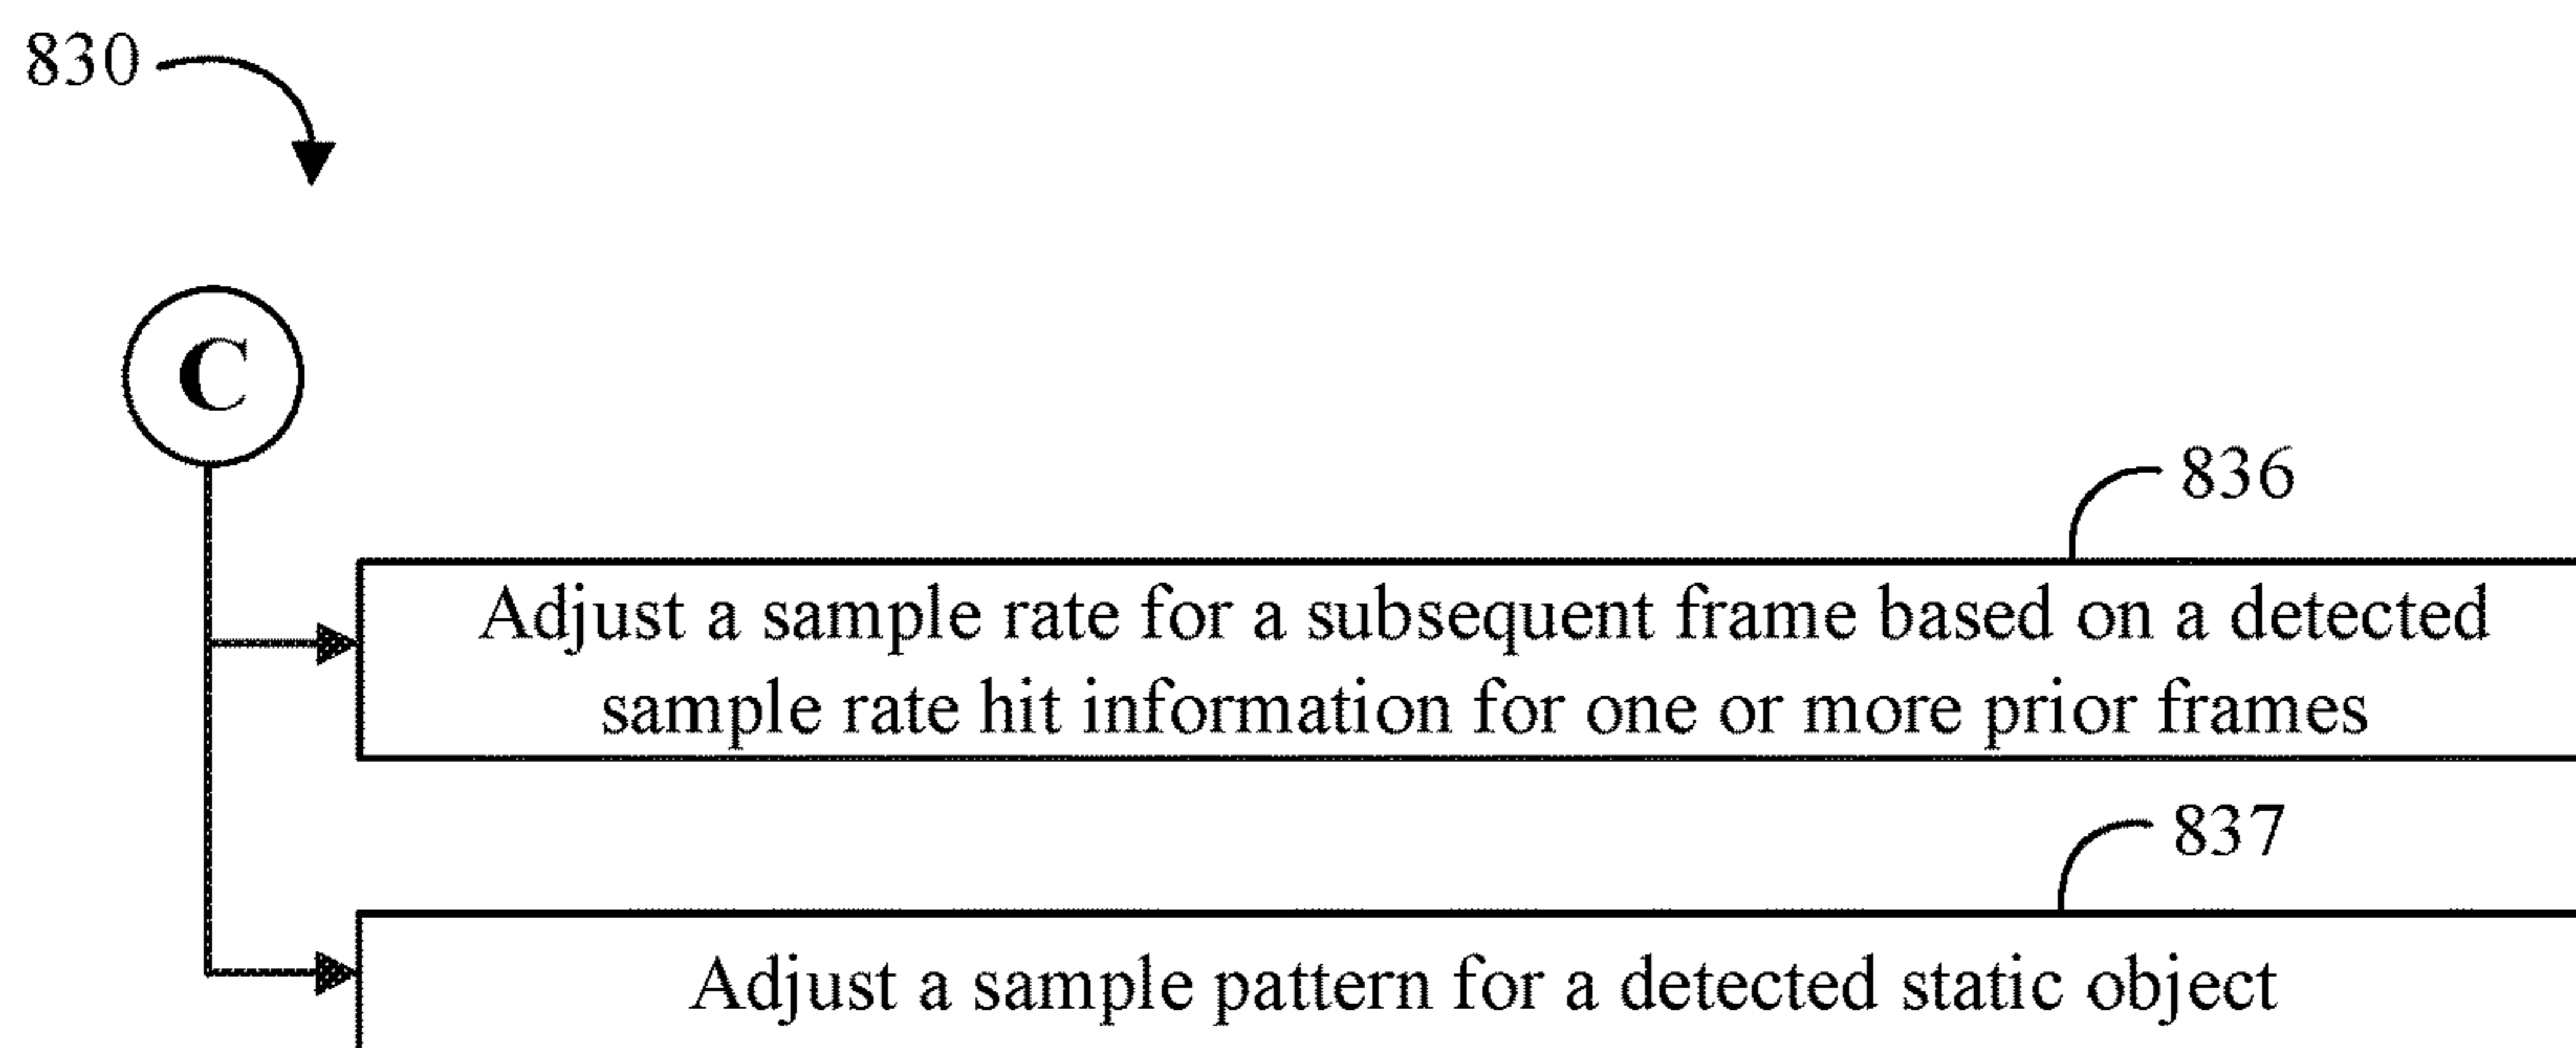 830
C
836
Adjust a sample rate for a subsequent frame based on a detected
sample rate hit information for one or more prior frames
837
Adjust a sample pattern for a detected static object